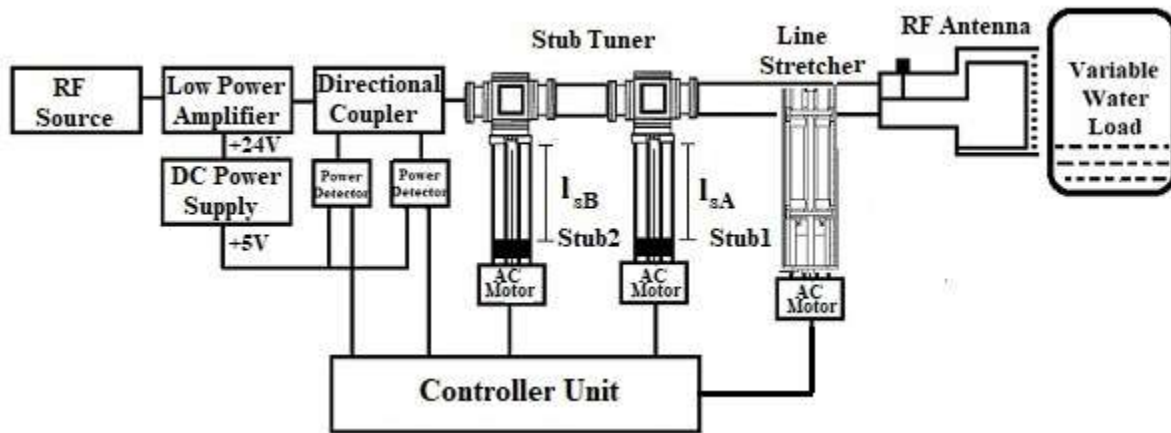 RF Antenna
Line
Stretcher
Stub Tuner
RF
Source
Low Power
Amplifier
Directional
Coupler
Variable
Water
Load
+24V
DC Power
Supply
Power
Detector
Power
Detector
lsB
lsA
Stub2
Stub1
+5V
AC
Motor
AC
Motor
AC
Motor
Controller Unit